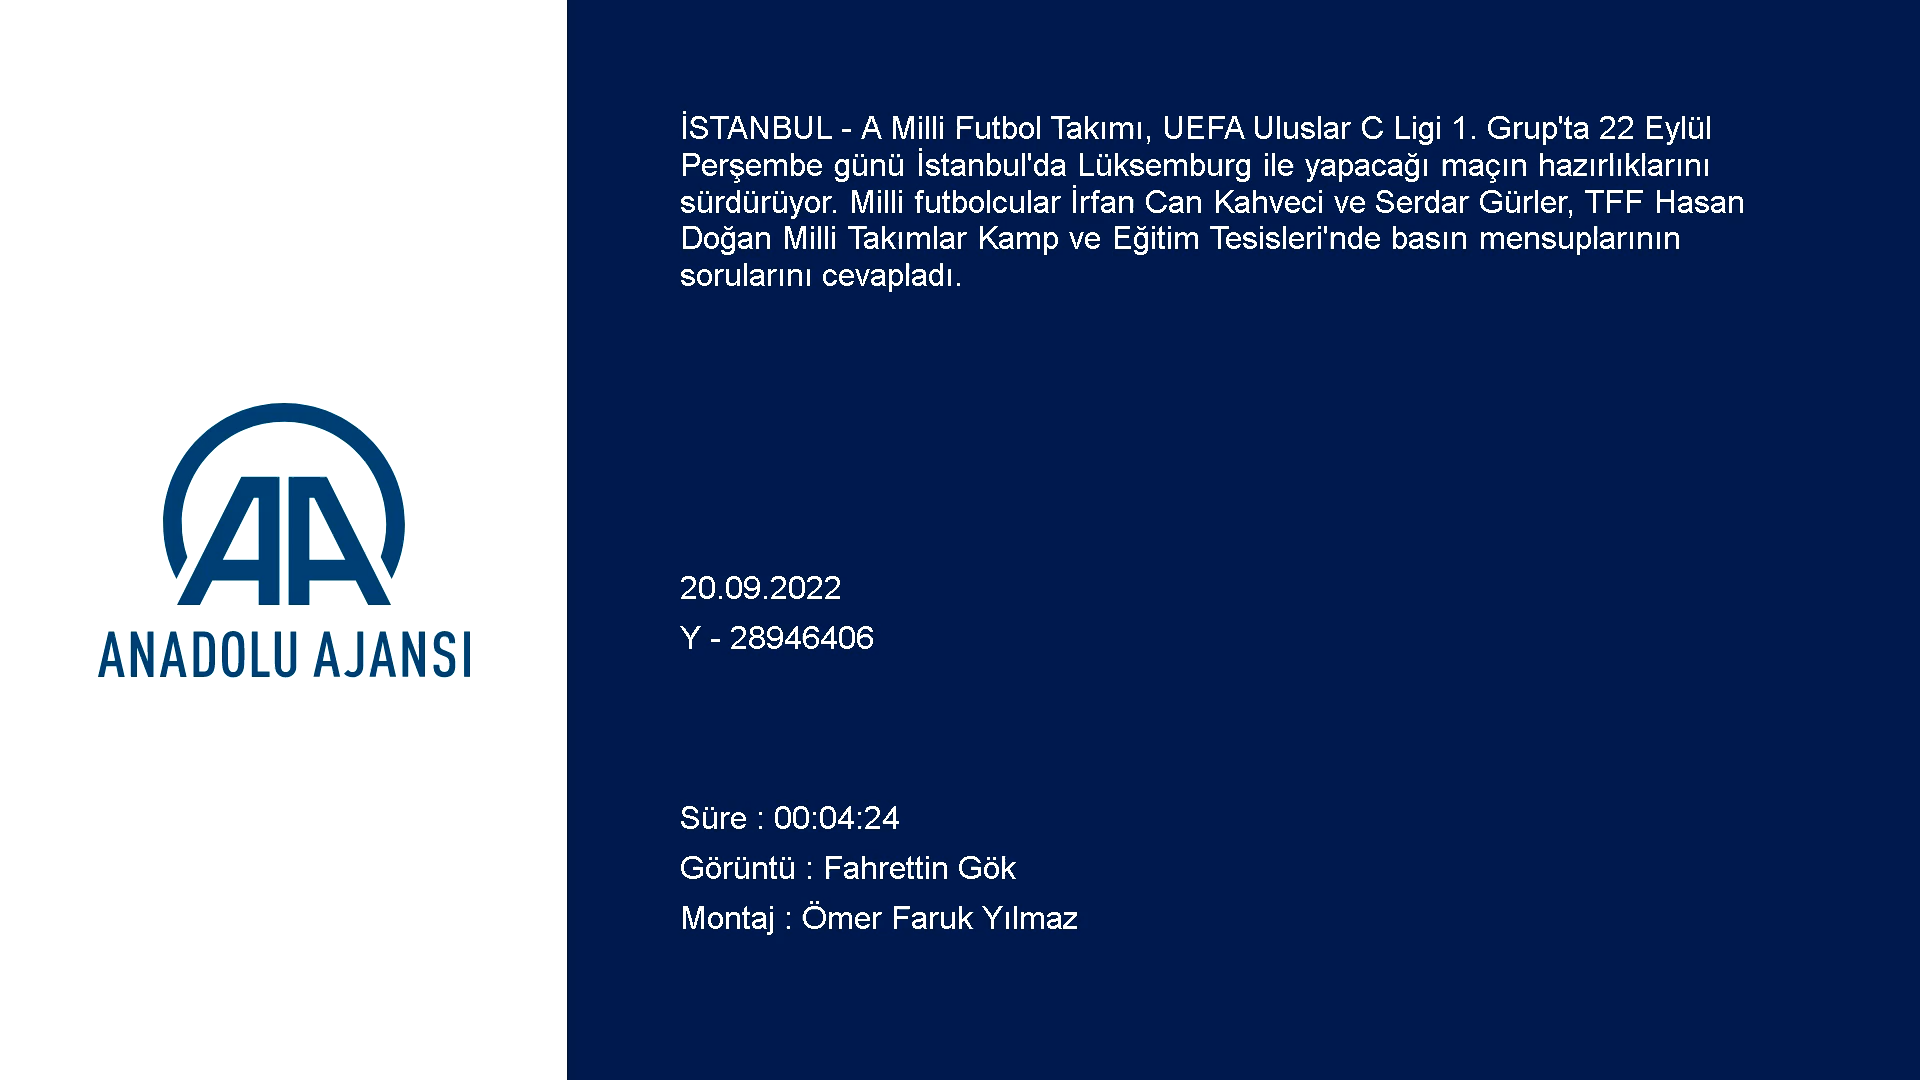 İSTANBUL - A Milli Futbol Takımı, UEFA Uluslar C Ligi 1. Grup'ta 22 Eylül
Perşembe günü İstanbul'da Lüksemburg ile yapacağı maçın hazırlıklarını
sürdürüyor. Milli futbolcular İrfan Can Kahveci ve Serdar Gürler, TFF Hasan
Doğan Milli Takımlar Kamp ve Eğitim Tesisleri'nde basın mensuplarının
sorularını cevapladı.
AA
ANADOLU AJANSI
20.09.2022
Y - 28946406
Süre : 00:04:24
Görüntü : Fahrettin Gök
Montaj : Ömer Faruk Yılmaz